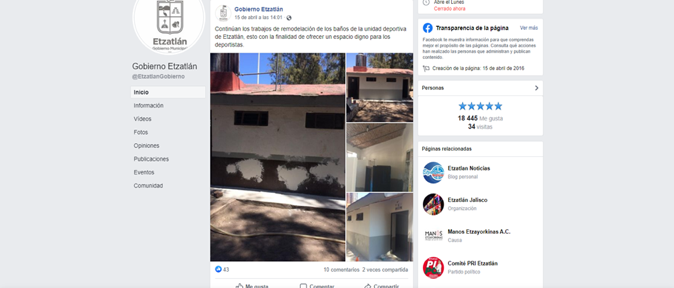 Etzatlán
Gobierno Municipal
Gobierno Etzatlán
@EtzatlanGobierno
Inicio
Información
Vídeos
Fotos
Opiniones
Publicaciones
Eventos
Comunidad
Gobierno Etzatlán
15 de abril a las 14:01
Continúan los trabajos de remodelación de los baños de la unidad deportiva
de Etzatlán, esto con la finalidad de ofrecer un espacio digno para los
deportistas.
43
10 comentarios 2 veces compartida
Me gusta
Comentar
Compartir
Abre el Lunes
Cerrado ahora
Transparencia de la página
Ver más
Facebook te muestra información para que comprendas
mejor el propósito de las páginas. Consulta qué acciones
han realizado las personas que administran y publican
contenido.
Creación de la página: 15 de abril de 2016
Personas
18 445 Me gusta
34 visitas
Páginas relacionadas
Etzatlan Noticias
Blog personal
Etzatlán Jalisco
Organización
MANOS
Manos Etzayorkinas A.C.
Causa
PRI
Comité PRI Etzatlán
Partido político